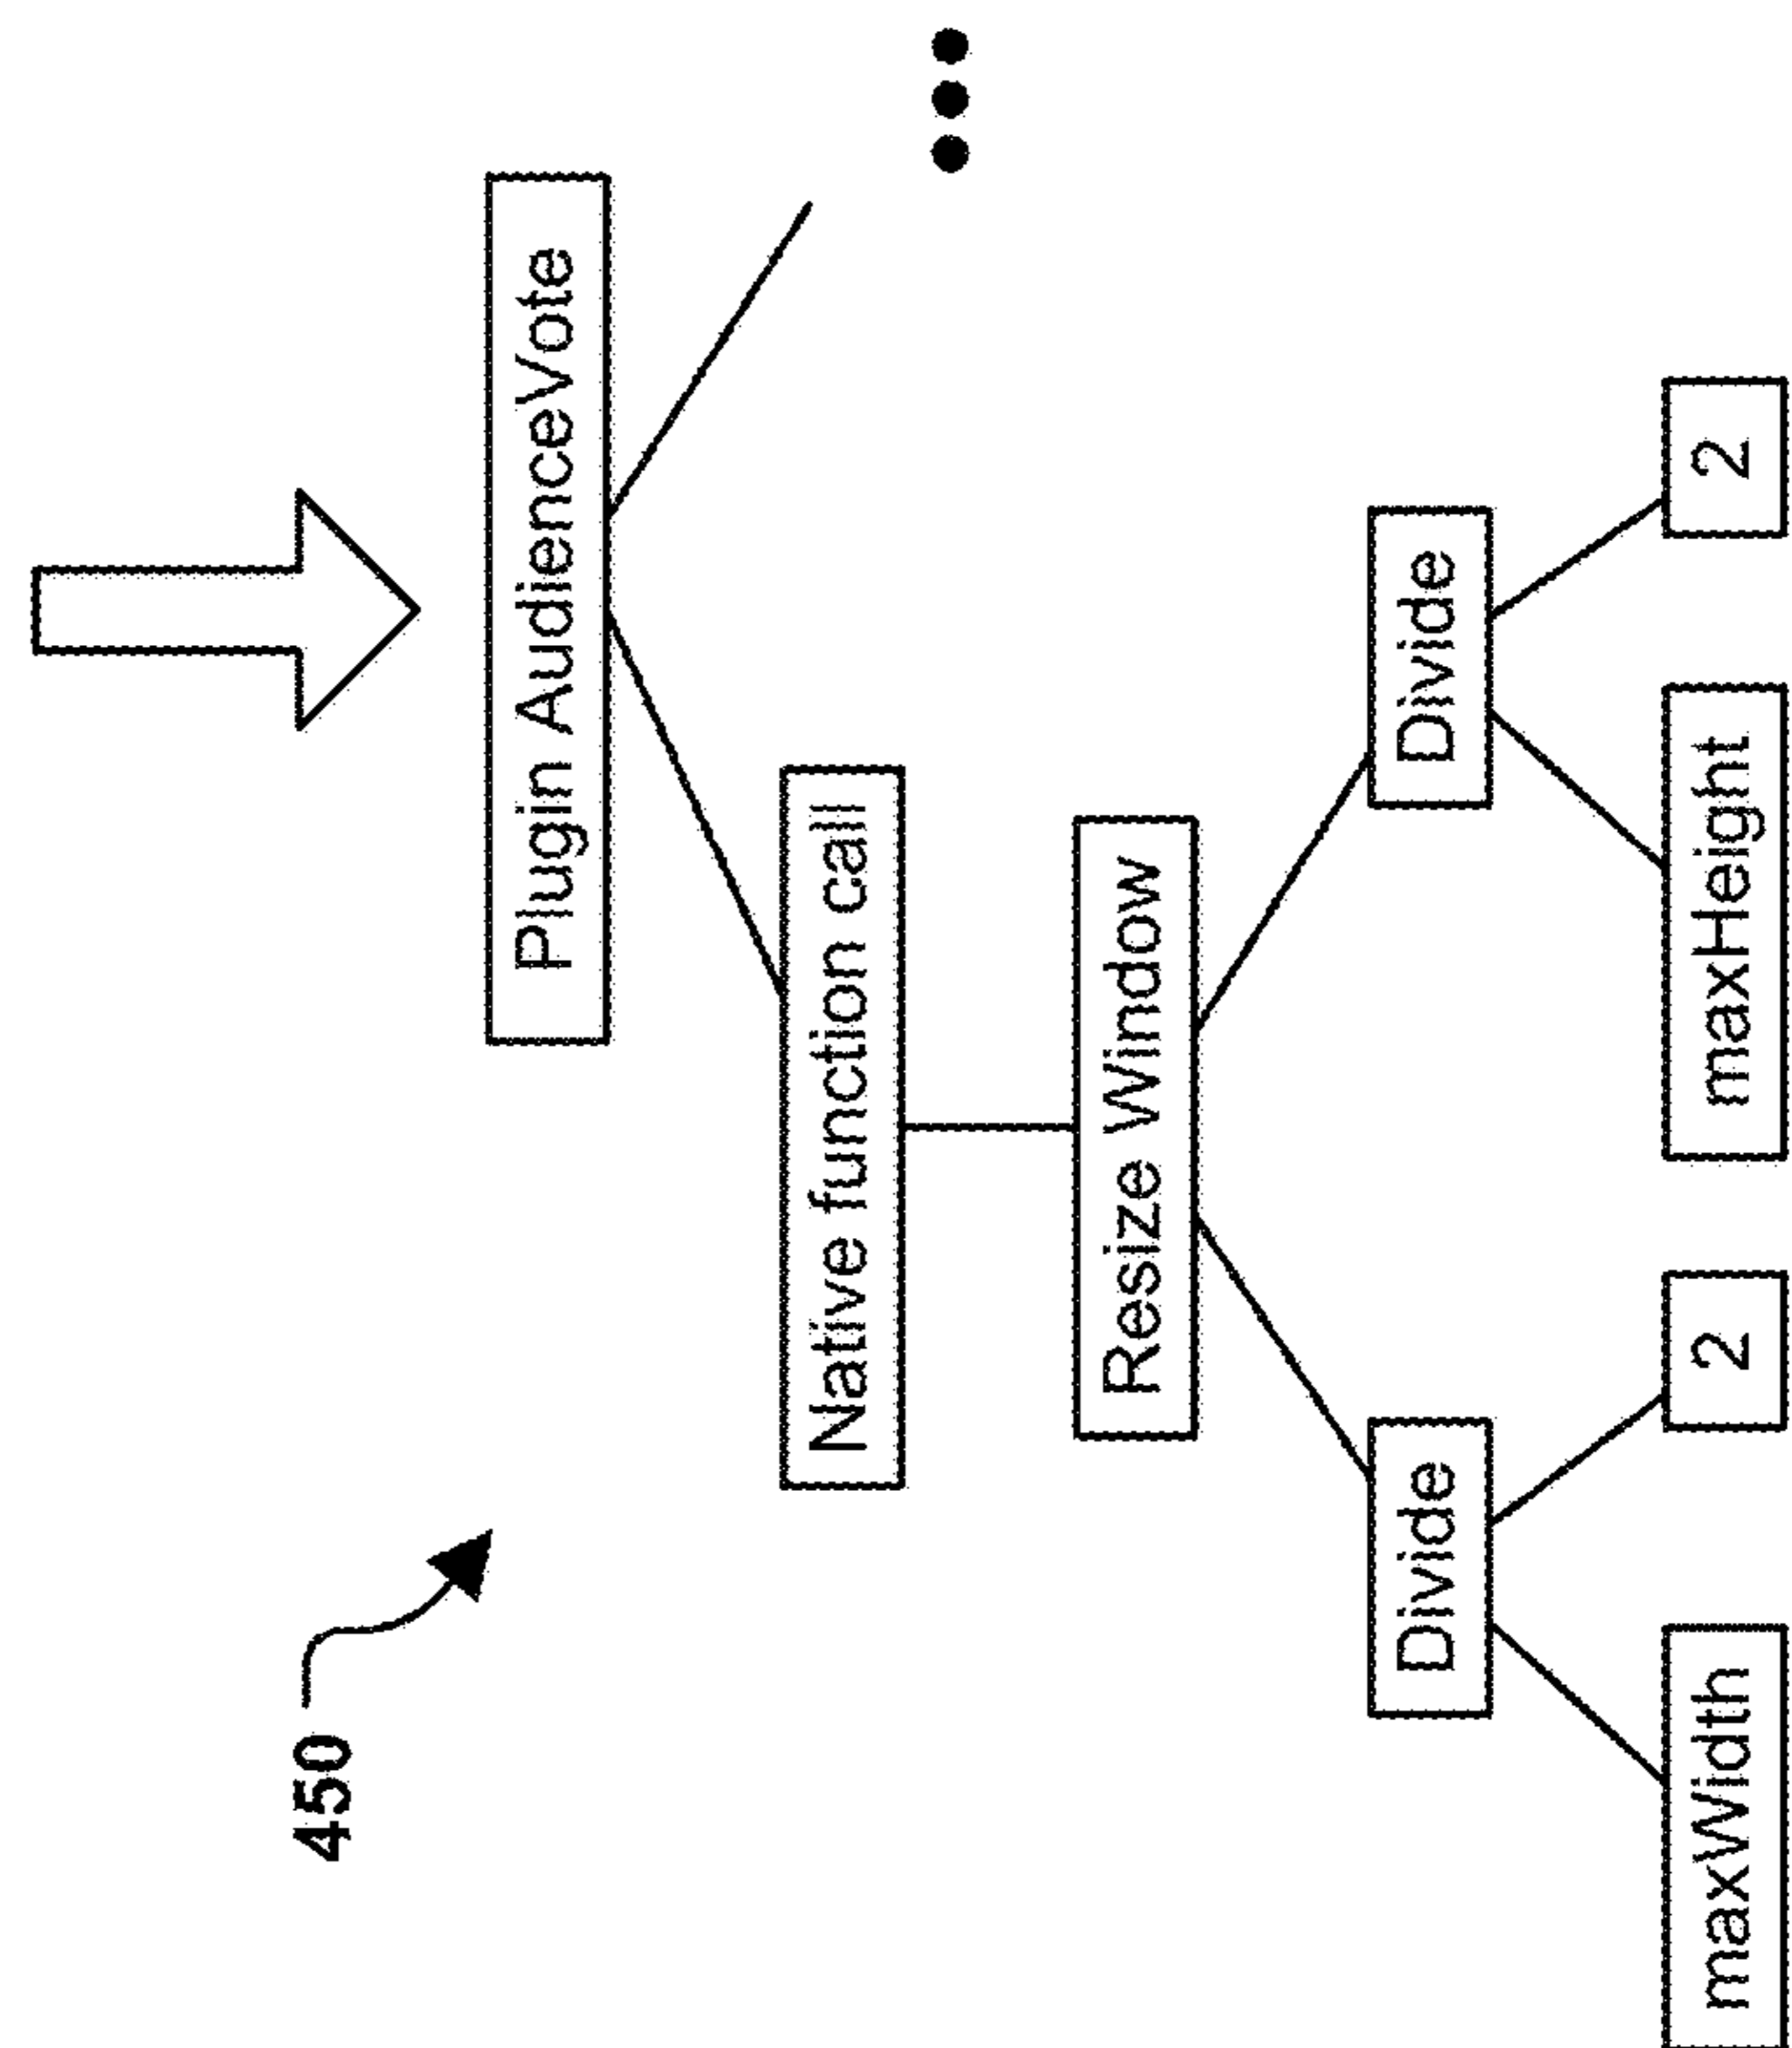 450
Plugin AudienceVote
Native function call
Resize Window
Divide
Divide
maxWidth
2
maxHeight
2